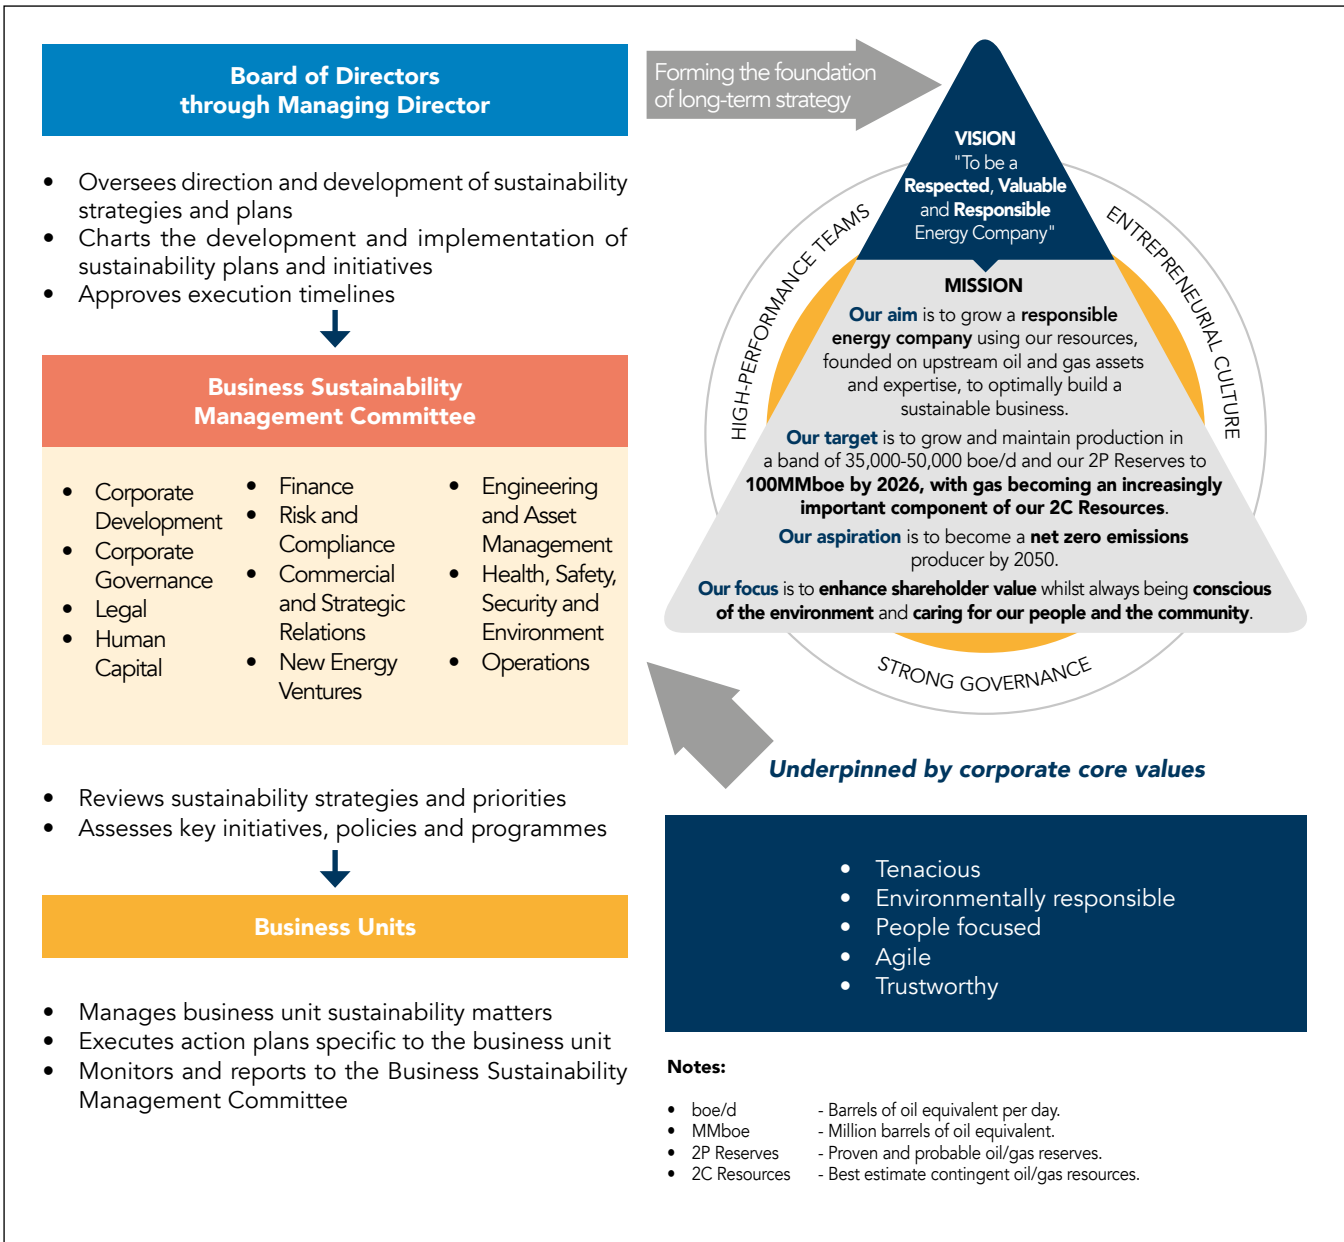 Board of Directors
through Managing Director
• Oversees direction and development of sustainability
strategies and plans
• Charts the development and implementation of
sustainability plans and initiatives
• Approves execution timelines
Business Sustainability
Management Committee
• Corporate
Development
• Corporate
Governance
• Legal
• Human
Capital
• Finance
• Risk and
Compliance
• Commercial
and Strategic
Relations
• New Energy
Ventures
• Engineering
and Asset
Management
• Health, Safety,
Security and
Environment
• Operations
• Reviews sustainability strategies and priorities
• Assesses key initiatives, policies and programmes
Business Units
• Manages business unit sustainability matters
• Executes action plans specific to the business unit
• Monitors and reports to the Business Sustainability
Management Committee
Forming the foundation
of long-term strategy
VISION
"To be a
Respected, Valuable
and Responsible
Energy Company"
HIGH-PERFORMANCE TEAMS
ENTREPRENEURIAL CULTURE
MISSION
Our aim is to grow a responsible
energy company using our resources,
founded on upstream oil and gas assets
and expertise, to optimally build a
sustainable business.
Our target is to grow and maintain production in
a band of 35,000-50,000 boe/d and our 2P Reserves to
100MMboe by 2026, with gas becoming an increasingly
important component of our 2C Resources.
Our aspiration is to become a net zero emissions
producer by 2050.
Our focus is to enhance shareholder value whilst always being conscious
of the environment and caring for our people and the community.
STRONG GOVERNANCE
Underpinned by corporate core values
• Tenacious
• Environmentally responsible
• People focused
• Agile
• Trustworthy
Notes:
• boe/d - Barrels of oil equivalent per day.
• MMboe - Million barrels of oil equivalent.
• 2P Reserves - Proven and probable oil/gas reserves.
• 2C Resources - Best estimate contingent oil/gas resources.